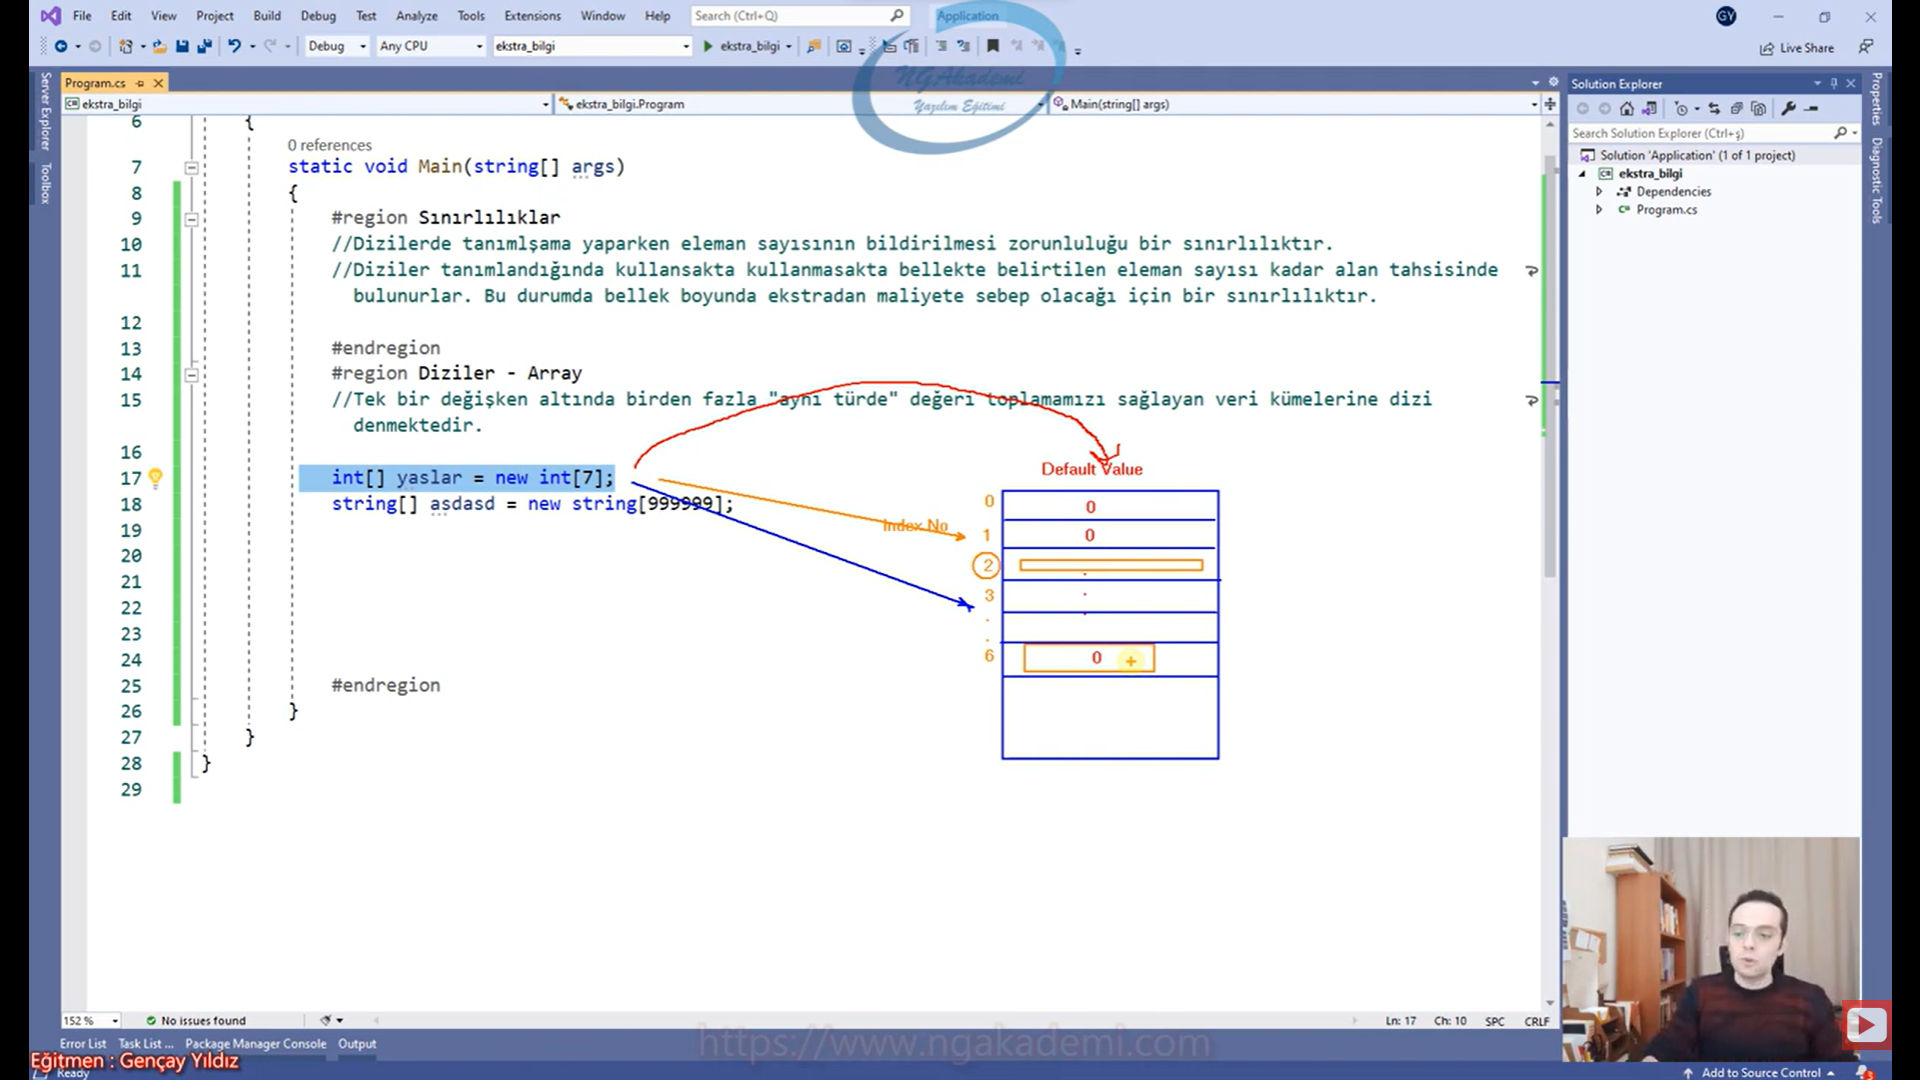 File Edit View Project Build Debug Test Analyze Tools Extensions Window Help Search (Ctrl+Q) Application GY
Debug Any CPU ekstra_bilgi ekstra_bilgi Live Share
NGAkademi
Yazılım Eğitimi
Program.cs
ekstra_bilgi ekstra_bilgi.Program Main(string[] args)
Server Explorer
Toolbox
6 {
0 references
7 static void Main(string[] args)
8 {
9 #region Sınırlılıklar
10 //Dizilerde tanımlşama yaparken eleman sayısının bildirilmesi zorunluluğu bir sınırlılıktır.
11 //Diziler tanımlandığında kullansakta kullanmasakta bellekte belirtilen eleman sayısı kadar alan tahsisinde
bulunurlar. Bu durumda bellek boyunda ekstradan maliyete sebep olacağı için bir sınırlılıktır.
12
13 #endregion
14 #region Diziler - Array
15 //Tek bir değişken altında birden fazla "aynı türde" değeri toplamamızı sağlayan veri kümelerine dizi
denmektedir.
16
17 int[] yaslar = new int[7];
18 string[] asdasd = new string[999999];
19
20
21
22
23
24
25 #endregion
26 }
27 }
28 }
29
Default Value
Index No
0 0
1 0
2
3
.
.
6 0
Solution Explorer
Search Solution Explorer (Ctrl+ş)
Solution 'Application' (1 of 1 project)
ekstra_bilgi
Dependencies
Program.cs
Properties
Diagnostic Tools
152 % No issues found Ln: 17 Ch: 10 SPC CRLF
Error List Task List ... Package Manager Console Output
https://www.ngakademi.com
Eğitmen : Gençay Yıldız
Ready Add to Source Control 3